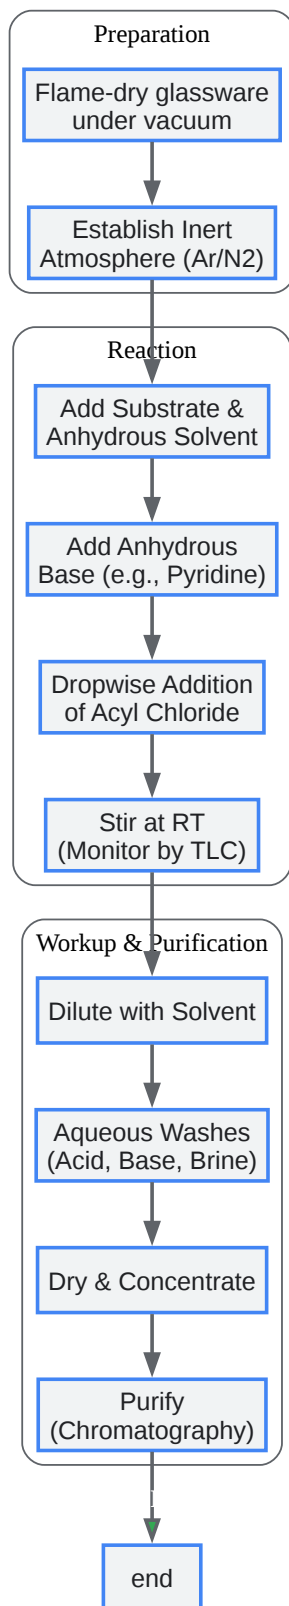 Preparation
Flame-dry glassware
under vacuum
Establish Inert
Atmosphere (Ar/N2)
Reaction
Add Substrate &
Anhydrous Solvent
Add Anhydrous
Base (e.g., Pyridine)
Dropwise Addition
of Acyl Chloride
Stir at RT
(Monitor by TLC)
Workup & Purification
Dilute with Solvent
Aqueous Washes
(Acid, Base, Brine)
Dry & Concentrate
Purify
(Chromatography)
end